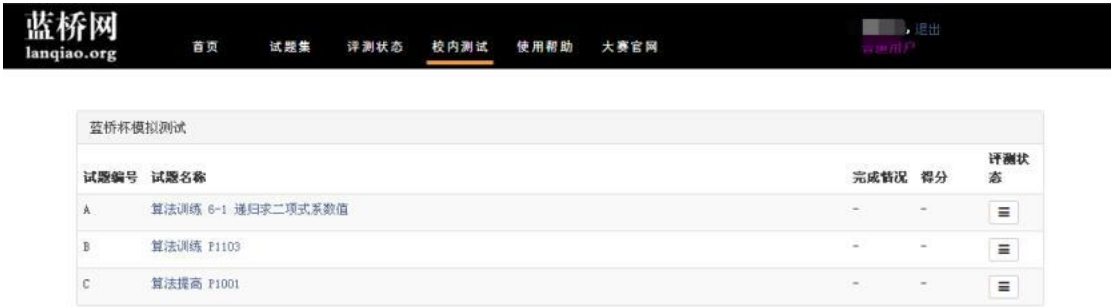 蓝桥网
lanqiao.org
首页 试题集 评测状态 校内测试 使用帮助 大赛官网
，退出
蓝桥杯模拟测试
试题编号 试题名称 完成情况 得分 评测状态
A 算法训练 6-1 递归求二项式系数值 - -
B 算法训练 P1103 - -
C 算法提高 P1001 - -